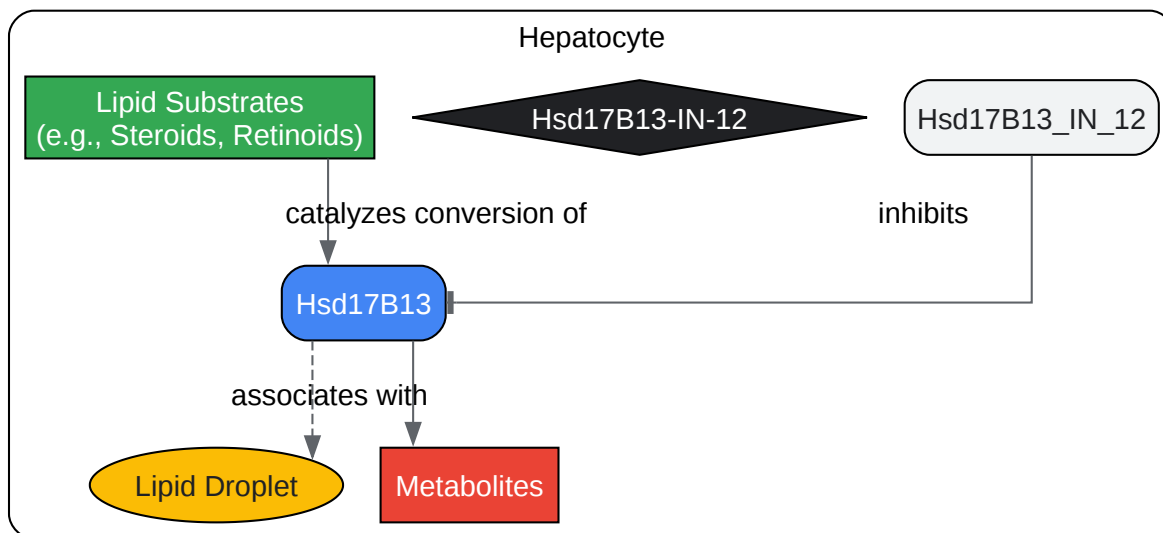 Hepatocyte
Lipid Substrates
(e.g., Steroids, Retinoids)
Hsd17B13-IN-12
Hsd17B13_IN_12
catalyzes conversion of
inhibits
Hsd17B13
associates with
Lipid Droplet
Metabolites